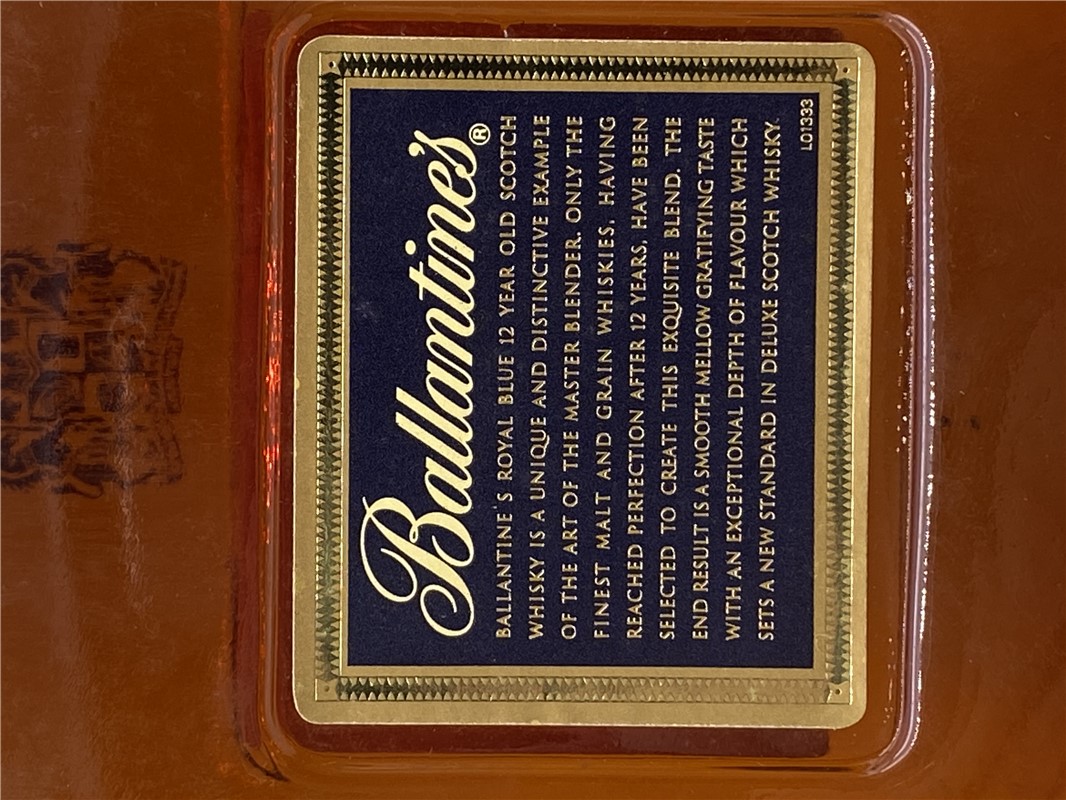 Ballantine's®
BALLANTINE'S ROYAL BLUE 12 YEAR OLD SCOTCH
WHISKY IS A UNIQUE AND DISTINCTIVE EXAMPLE
OF THE ART OF THE MASTER BLENDER. ONLY THE
FINEST MALT AND GRAIN WHISKIES, HAVING
REACHED PERFECTION AFTER 12 YEARS, HAVE BEEN
SELECTED TO CREATE THIS EXQUISITE BLEND. THE
END RESULT IS A SMOOTH MELLOW GRATIFYING TASTE
WITH AN EXCEPTIONAL DEPTH OF FLAVOUR WHICH
SETS A NEW STANDARD IN DELUXE SCOTCH WHISKY.
LO1333